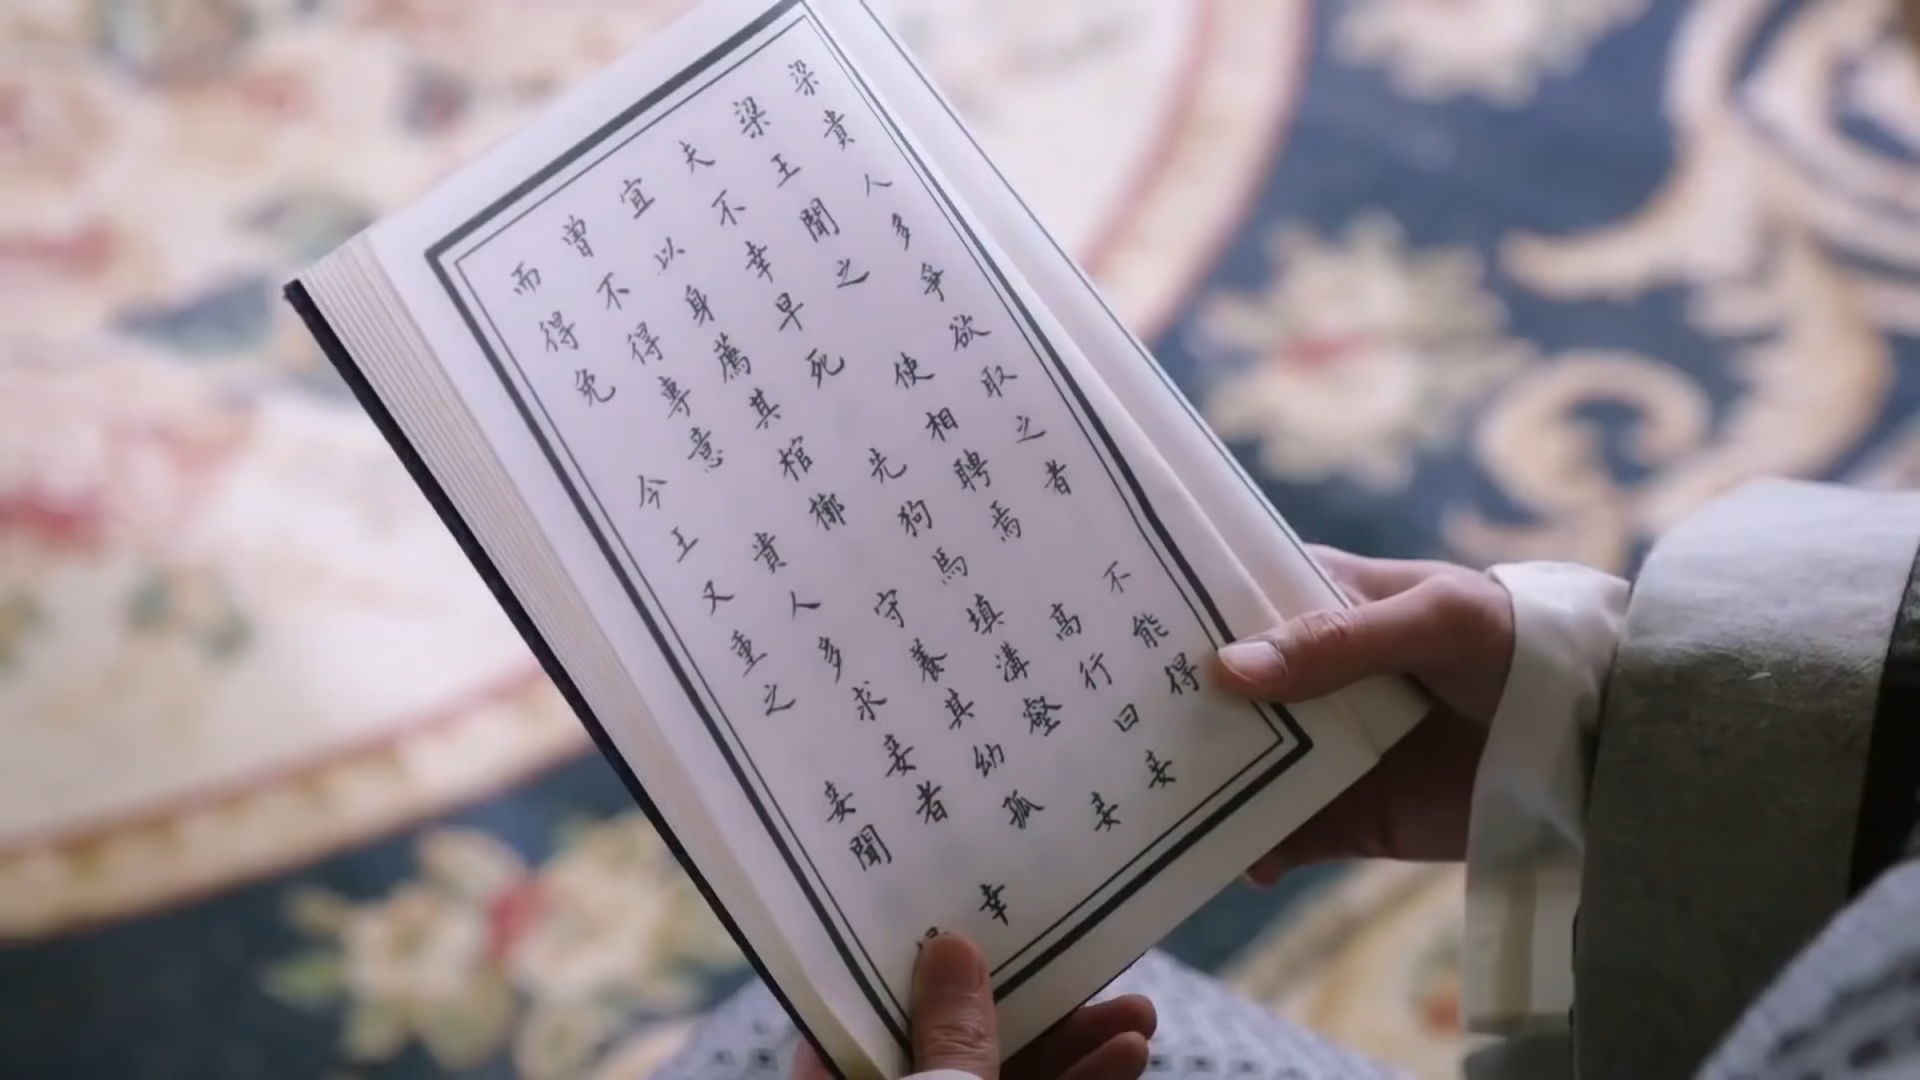 梁貴人多爭欲取之者 不能得
梁王聞之 使相聘焉 高行曰妾
夫不幸早死 先狗馬填溝壑 妾
宜以身薦其棺槨 守養其幼孤
曾不得專意 貴人多求妾者 幸
而得免 今王又重之 妾聞